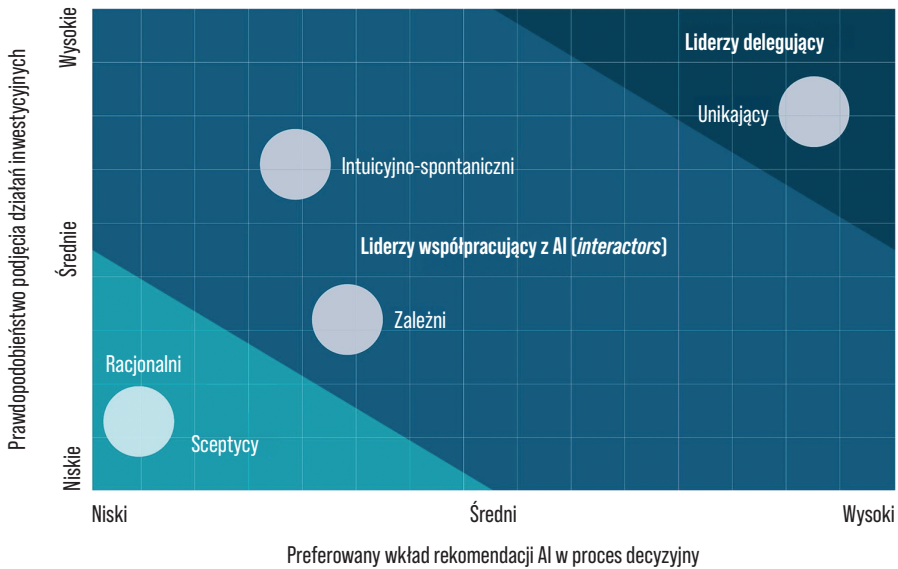 Prawdopodobieństwo podjęcia działań inwestycyjnych
Wysokie
Średnie
Niskie
Liderzy delegujący
Unikający
Intuicyjno-spontaniczni
Liderzy współpracujący z AI (interactors)
Zależni
Racjonalni
Sceptycy
Niski
Średni
Wysoki
Preferowany wkład rekomendacji AI w proces decyzyjny